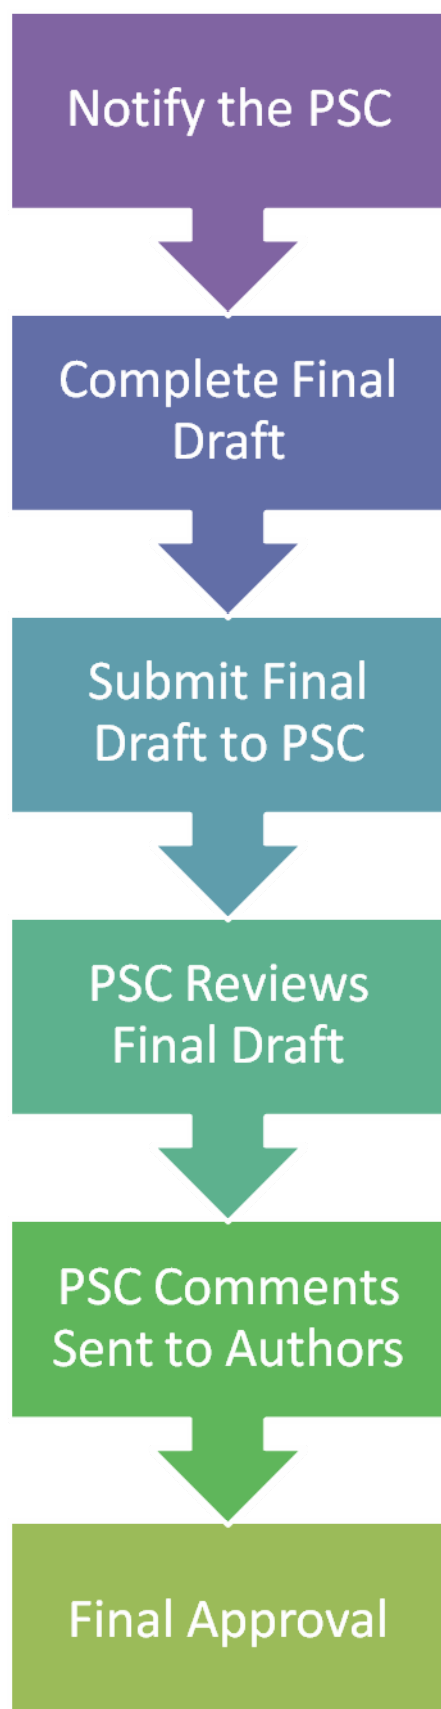 Notify the PSC
Complete Final
Draft
Submit Final
Draft to PSC
PSC Reviews
Final Draft
PSC Comments
Sent to Authors
Final Approval